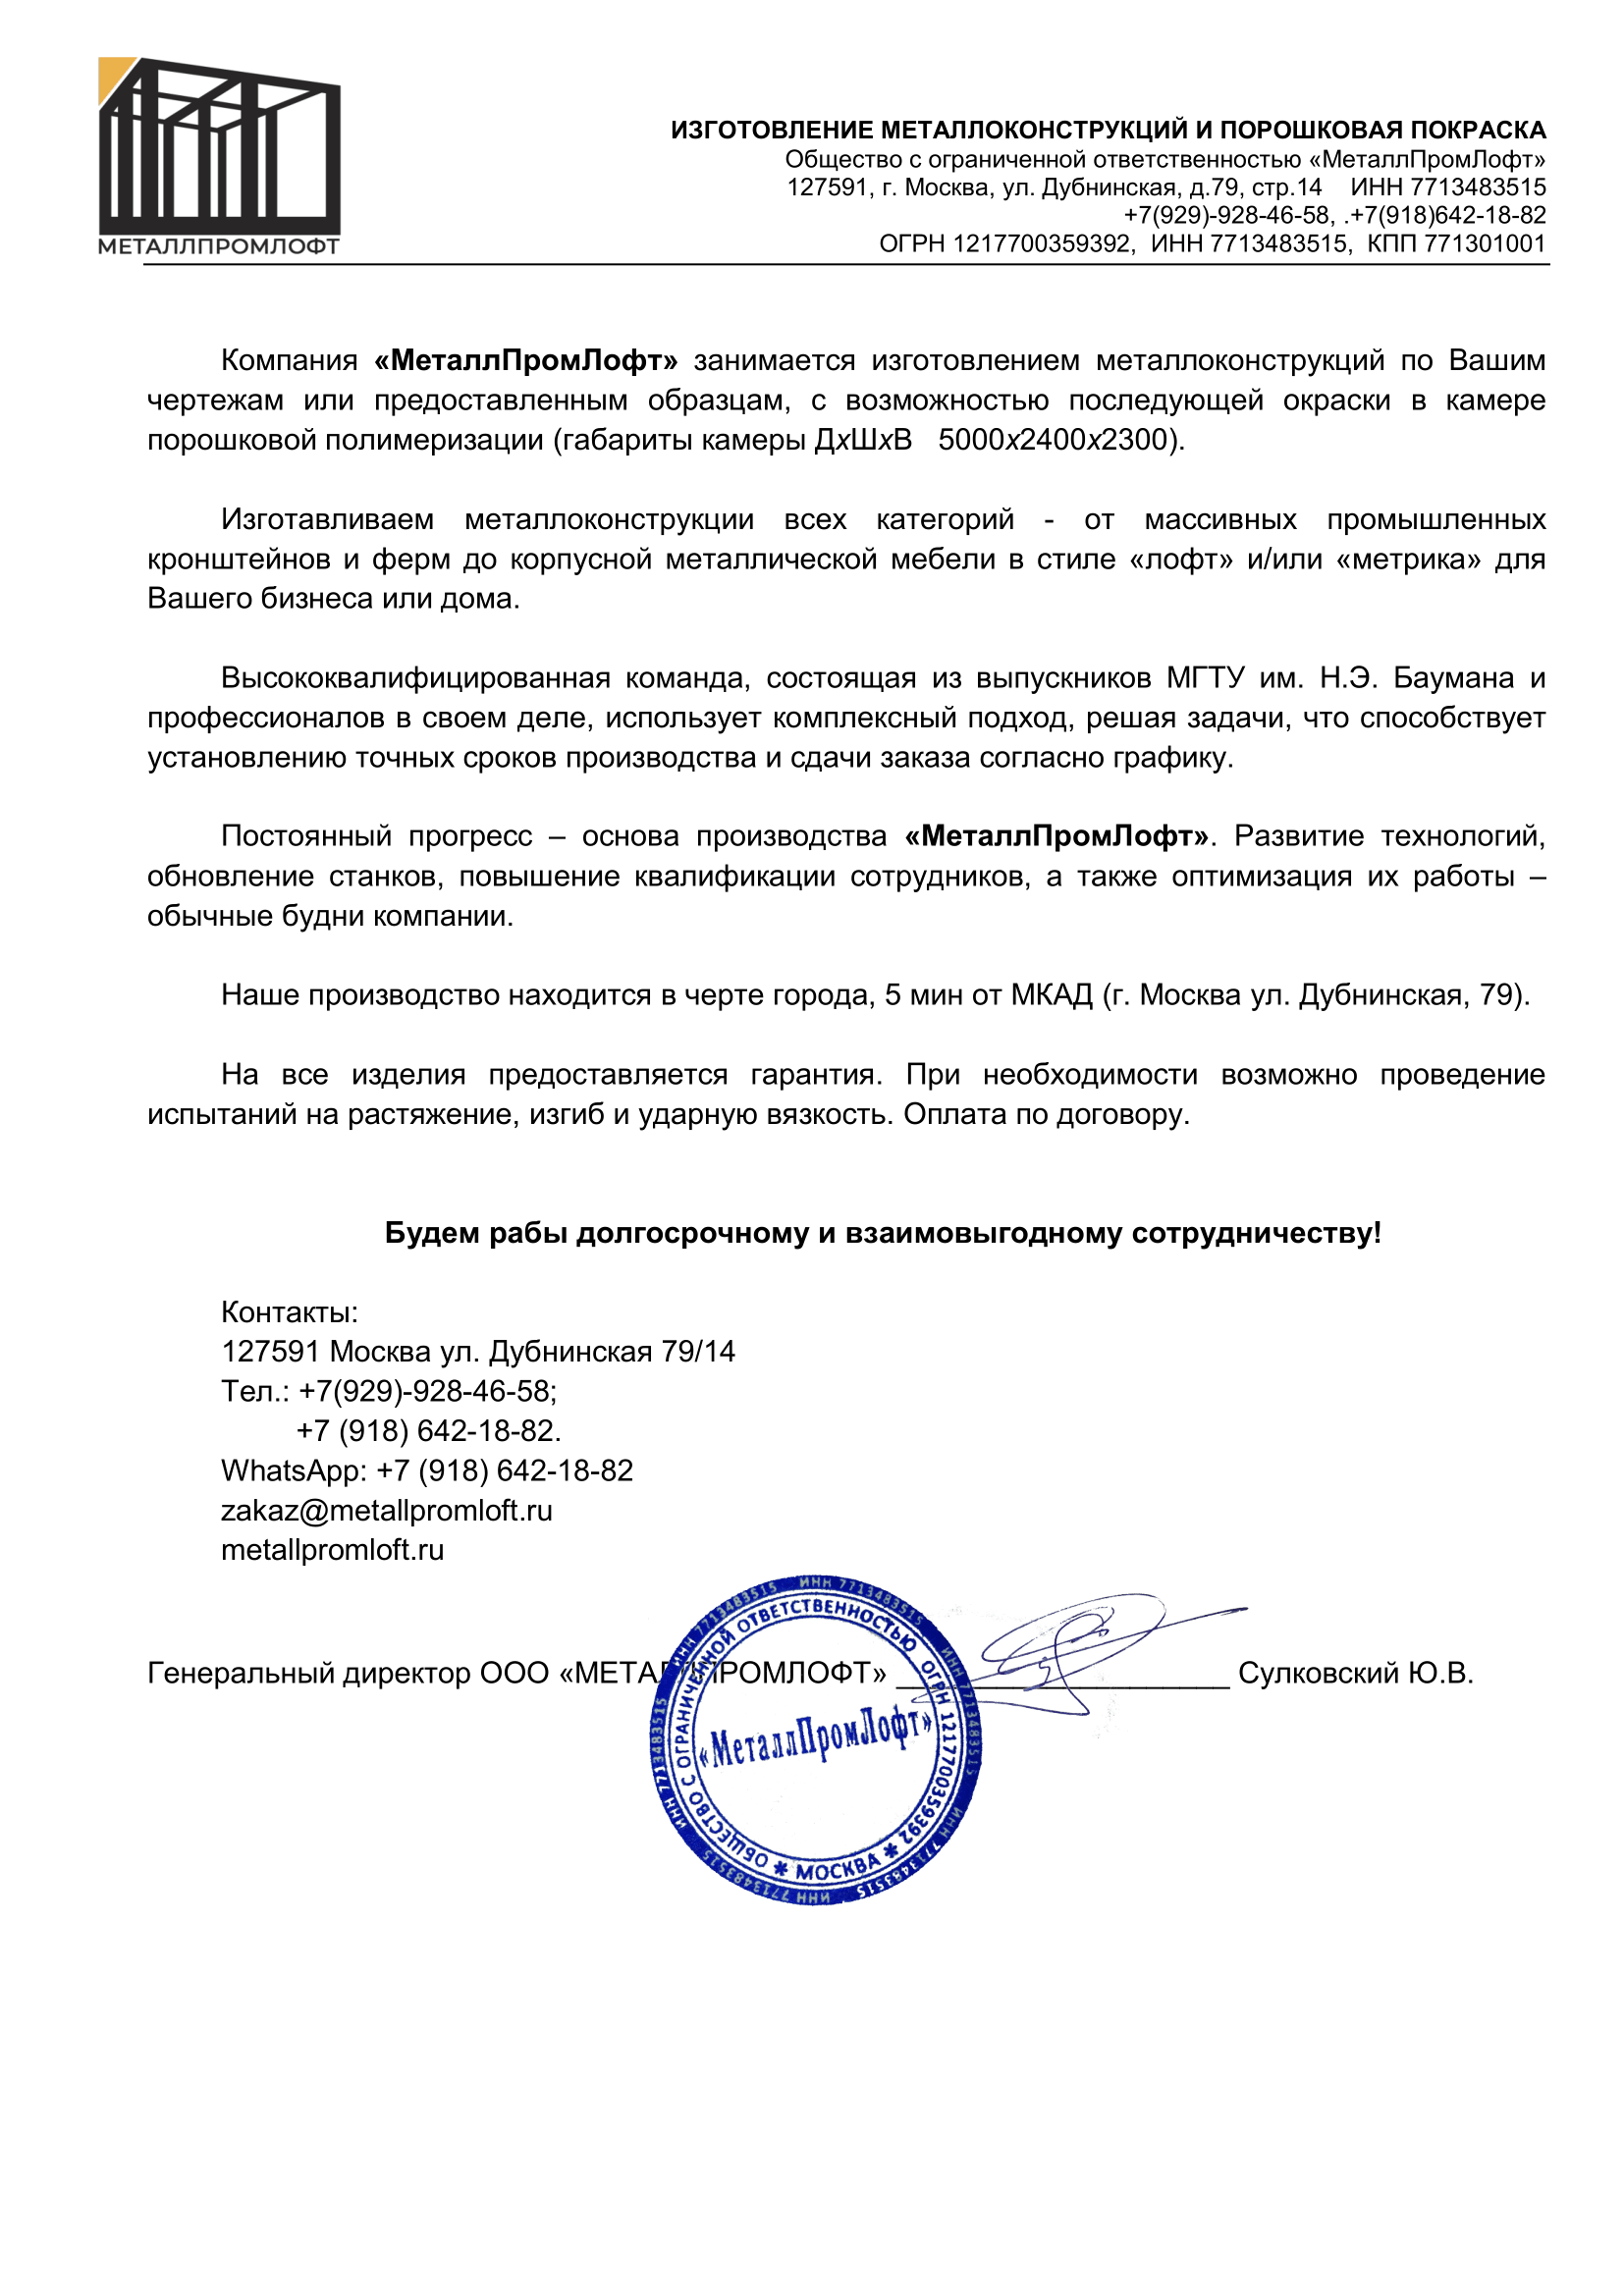 МЕТАЛЛПРОМЛОФТ
ИЗГОТОВЛЕНИЕ МЕТАЛЛОКОНСТРУКЦИЙ И ПОРОШКОВАЯ ПОКРАСКА
Общество с ограниченной ответственностью «МеталлПромЛофт»
127591, г. Москва, ул. Дубнинская, д.79, стр.14 ИНН 7713483515
+7(929)-928-46-58, .+7(918)642-18-82
ОГРН 1217700359392, ИНН 7713483515, КПП 771301001
Компания «МеталлПромЛофт» занимается изготовлением металлоконструкций по Вашим
чертежам или предоставленным образцам, с возможностью последующей окраски в камере
порошковой полимеризации (габариты камеры ДхШхВ 5000х2400х2300).
Изготавливаем металлоконструкции всех категорий - от массивных промышленных
кронштейнов и ферм до корпусной металлической мебели в стиле «лофт» и/или «метрика» для
Вашего бизнеса или дома.
Высококвалифицированная команда, состоящая из выпускников МГТУ им. Н.Э. Баумана и
профессионалов в своем деле, использует комплексный подход, решая задачи, что способствует
установлению точных сроков производства и сдачи заказа согласно графику.
Постоянный прогресс – основа производства «МеталлПромЛофт». Развитие технологий,
обновление станков, повышение квалификации сотрудников, а также оптимизация их работы –
обычные будни компании.
Наше производство находится в черте города, 5 мин от МКАД (г. Москва ул. Дубнинская, 79).
На все изделия предоставляется гарантия. При необходимости возможно проведение
испытаний на растяжение, изгиб и ударную вязкость. Оплата по договору.
Будем рабы долгосрочному и взаимовыгодному сотрудничеству!
Контакты:
127591 Москва ул. Дубнинская 79/14
Тел.: +7(929)-928-46-58;
+7 (918) 642-18-82.
WhatsApp: +7 (918) 642-18-82
zakaz@metallpromloft.ru
metallpromloft.ru
Генеральный директор ООО «МЕТАЛЛПРОМЛОФТ» ____________________ Сулковский Ю.В.
ИНН 7713483515 ИНН 7713483515 ИНН 7713483515 ИНН 7713483515 ИНН 7713483515 ИНН 7713483515
ОБЩЕСТВО С ОГРАНИЧЕННОЙ ОТВЕТСТВЕННОСТЬЮ ОГРН 1217700359392
✱ МОСКВА ✱
«МеталлПромЛофт»